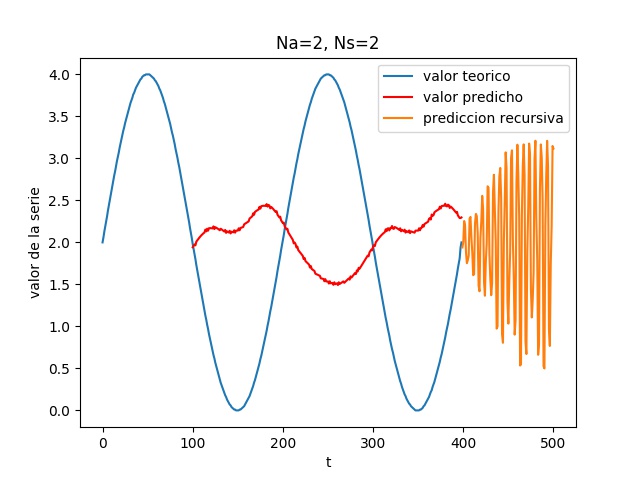 Na=2, Ns=2
valor teorico
valor predicho
prediccion recursiva
valor de la serie
4.0
3.5
3.0
2.5
2.0
1.5
1.0
0.5
0.0
0 100 200 300 400 500
t